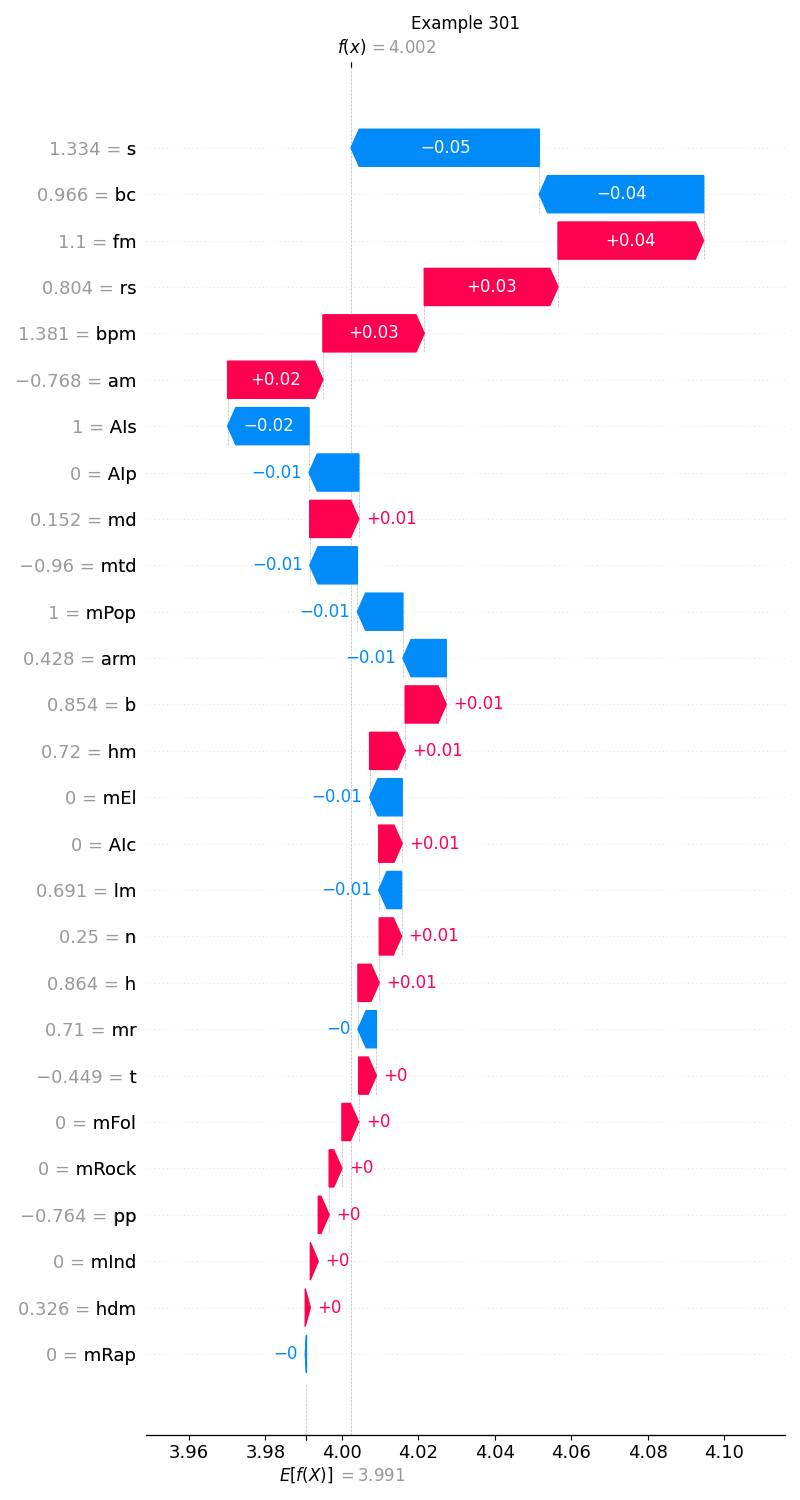 Example 301
f(x) = 4.002
1.334 = s −0.05
0.966 = bc −0.04
1.1 = fm +0.04
0.804 = rs +0.03
1.381 = bpm +0.03
−0.768 = am +0.02
1 = AIs −0.02
0 = AIp −0.01
0.152 = md +0.01
−0.96 = mtd −0.01
1 = mPop −0.01
0.428 = arm −0.01
0.854 = b +0.01
0.72 = hm +0.01
0 = mEl −0.01
0 = AIc +0.01
0.691 = lm −0.01
0.25 = n +0.01
0.864 = h +0.01
0.71 = mr −0
−0.449 = t +0
0 = mFol +0
0 = mRock +0
−0.764 = pp +0
0 = mInd +0
0.326 = hdm +0
0 = mRap −0
3.96 3.98 4.00 4.02 4.04 4.06 4.08 4.10
E[f(X)] = 3.991